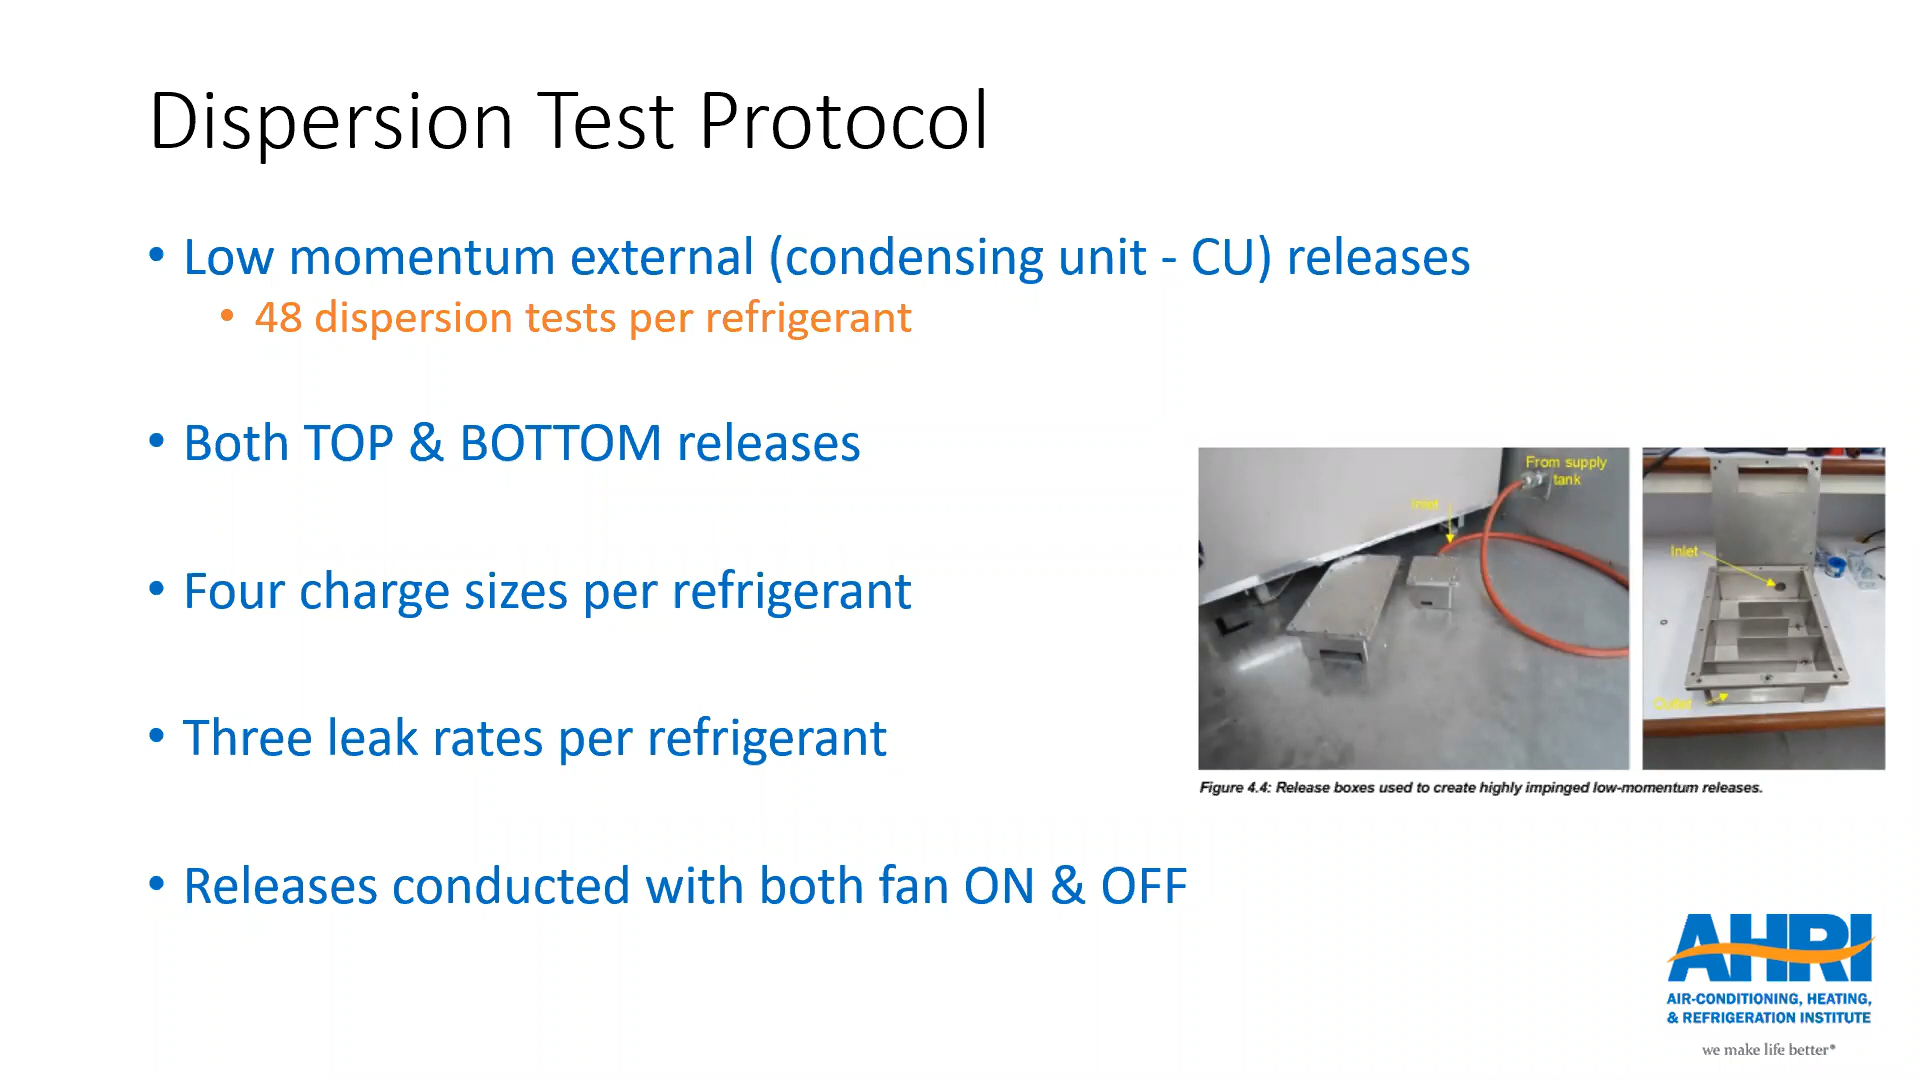 Dispersion Test Protocol
• Low momentum external (condensing unit - CU) releases
• 48 dispersion tests per refrigerant
• Both TOP & BOTTOM releases
• Four charge sizes per refrigerant
• Three leak rates per refrigerant
• Releases conducted with both fan ON & OFF
From supply
tank
Inlet
Inlet
Outlet
Figure 4.4: Release boxes used to create highly impinged low-momentum releases.
AHRI
AIR-CONDITIONING, HEATING,
& REFRIGERATION INSTITUTE
we make life better®